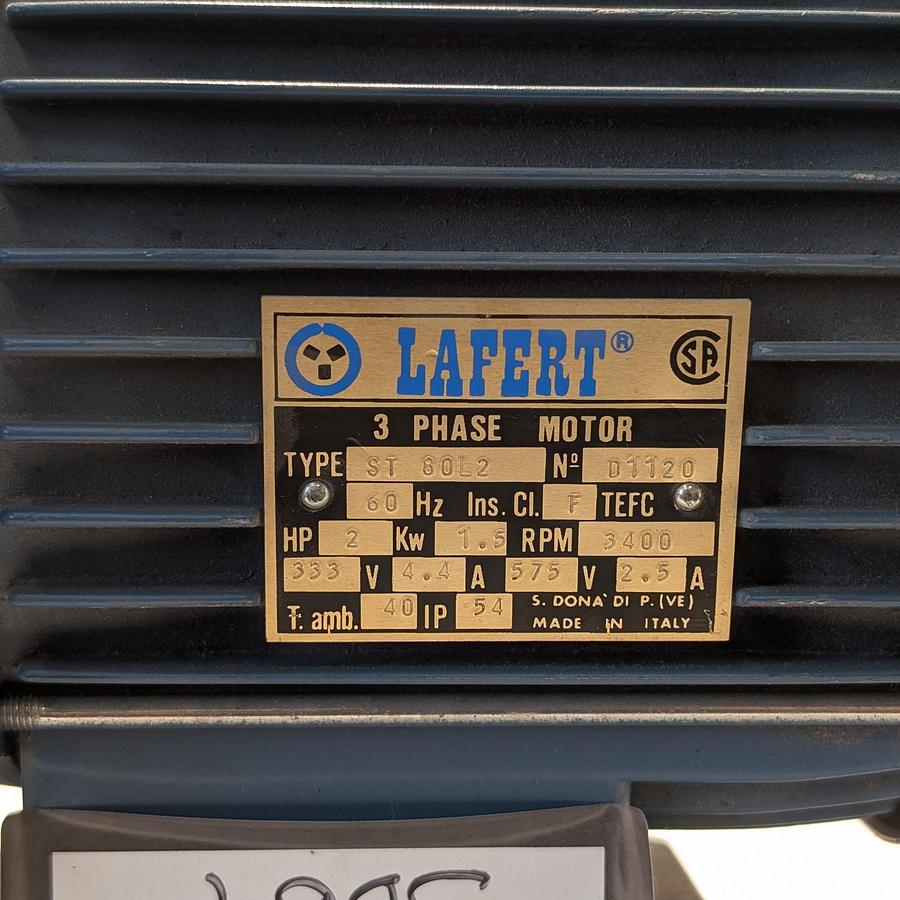 LAFERT®
CSA
3 PHASE MOTOR
TYPE ST 80L2 Nº D1120
60 Hz Ins. Cl. F TEFC
HP 2 Kw 1.5 RPM 3400
333 V 4.4 A 575 V 2.5 A
T. amb. 40 IP 54 S. DONA' DI P. (VE)
MADE IN ITALY